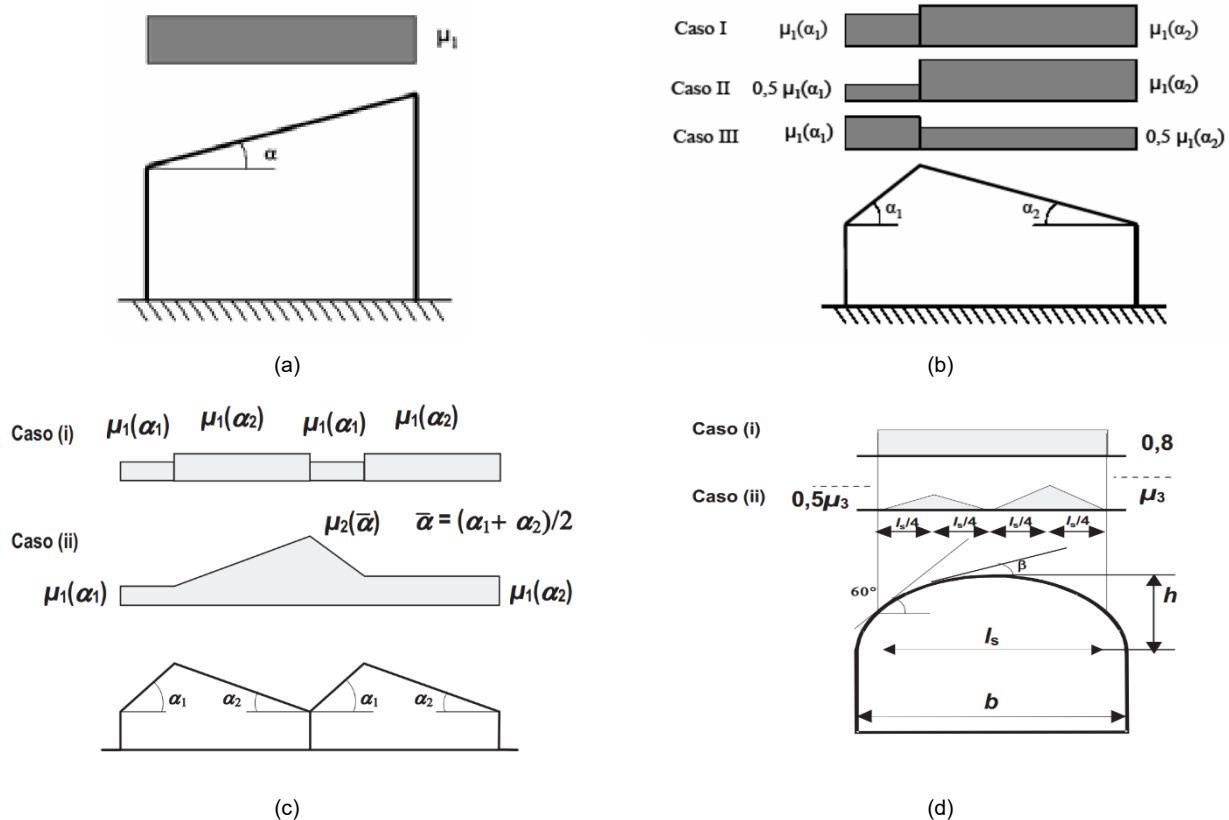 μ₁
α
(a)
Caso I μ₁(α₁) μ₁(α₂)
Caso II 0,5 μ₁(α₁) μ₁(α₂)
Caso III μ₁(α₁) 0,5 μ₁(α₂)
α₁ α₂
(b)
μ₁(α₁) μ₁(α₂) μ₁(α₁) μ₁(α₂)
Caso (i)
μ₂(ᾱ) ᾱ = (α₁+ α₂)/2
Caso (ii)
μ₁(α₁) μ₁(α₂)
α₁ α₂ α₁ α₂
(c)
Caso (i) 0,8
Caso (ii) 0,5μ₃ μ₃
lₛ/4 lₛ/4 lₛ/4 lₛ/4
β
60° h
lₛ
b
(d)